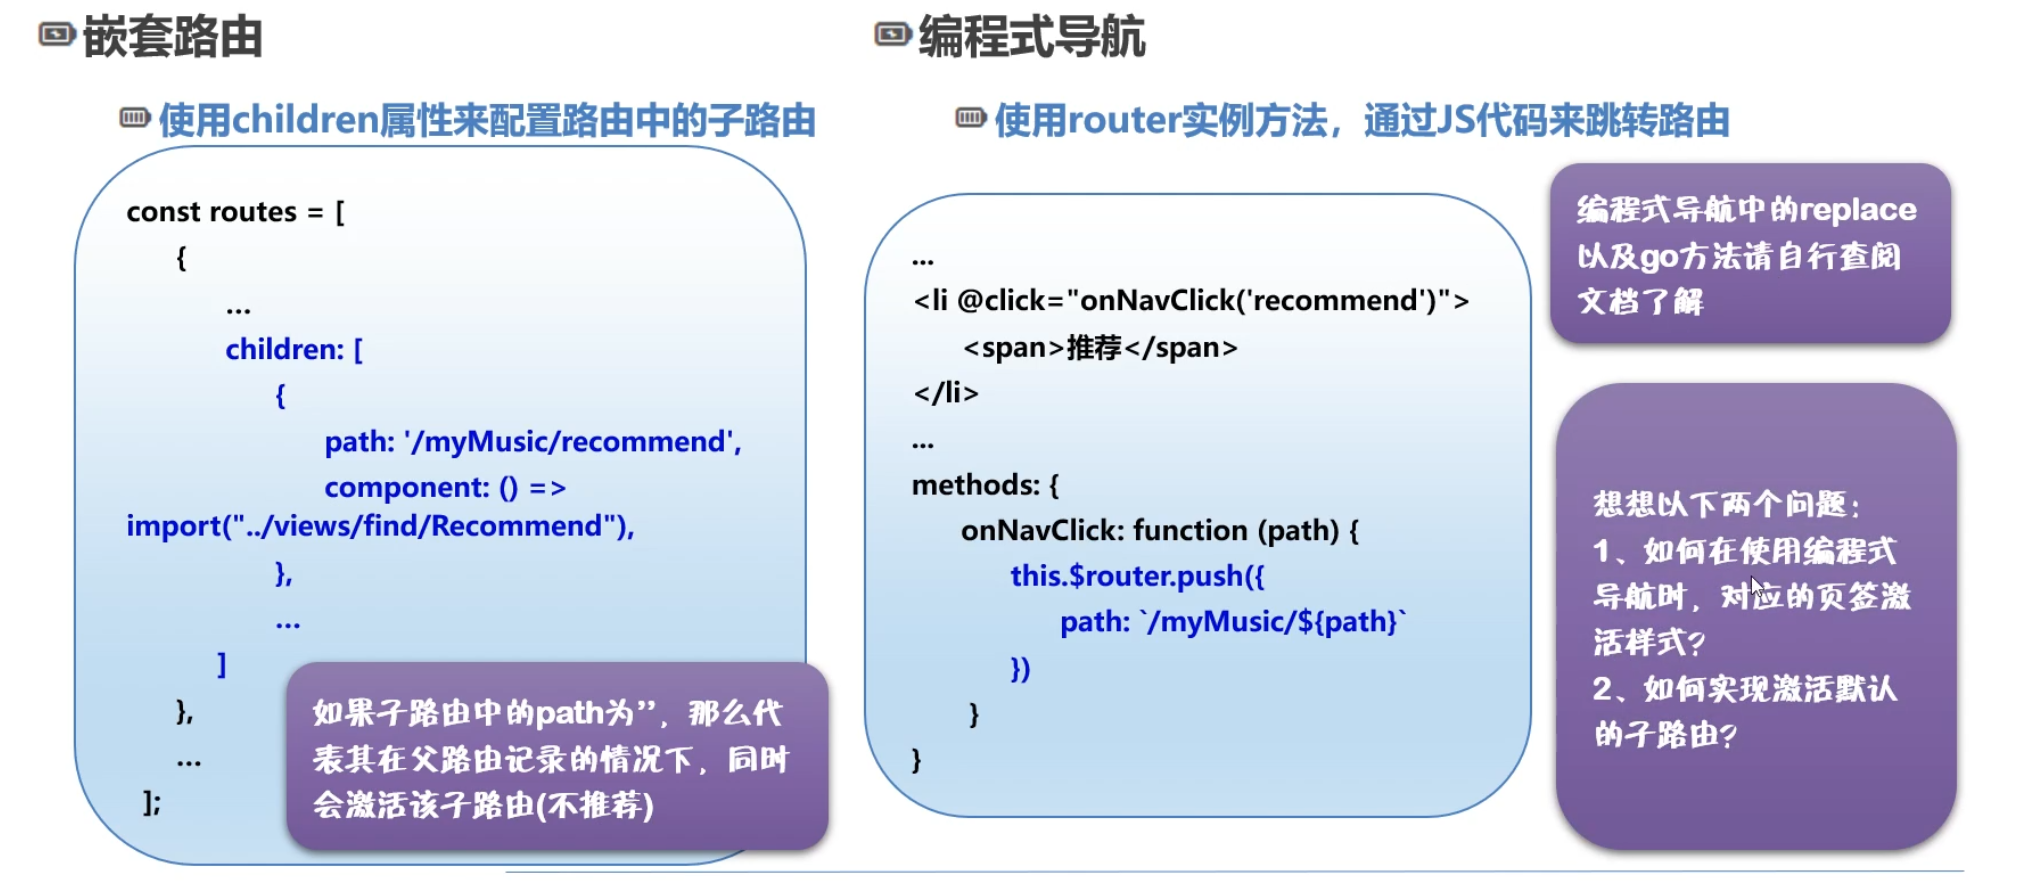 嵌套路由
使用children属性来配置路由中的子路由
const routes = [
{
...
children: [
{
path: '/myMusic/recommend',
component: () =>
import("../views/find/Recommend"),
},
...
]
},
...
];
如果子路由中的path为’’，那么代
表其在父路由记录的情况下，同时
会激活该子路由(不推荐)
编程式导航
使用router实例方法，通过JS代码来跳转路由
...
<li @click="onNavClick('recommend')">
<span>推荐</span>
</li>
...
methods: {
onNavClick: function (path) {
this.$router.push({
path: `/myMusic/${path}`
})
}
}
编程式导航中的replace
以及go方法请自行查阅
文档了解
想想以下两个问题：
1、如何在使用编程式
导航时，对应的页签激
活样式？
2、如何实现激活默认
的子路由？